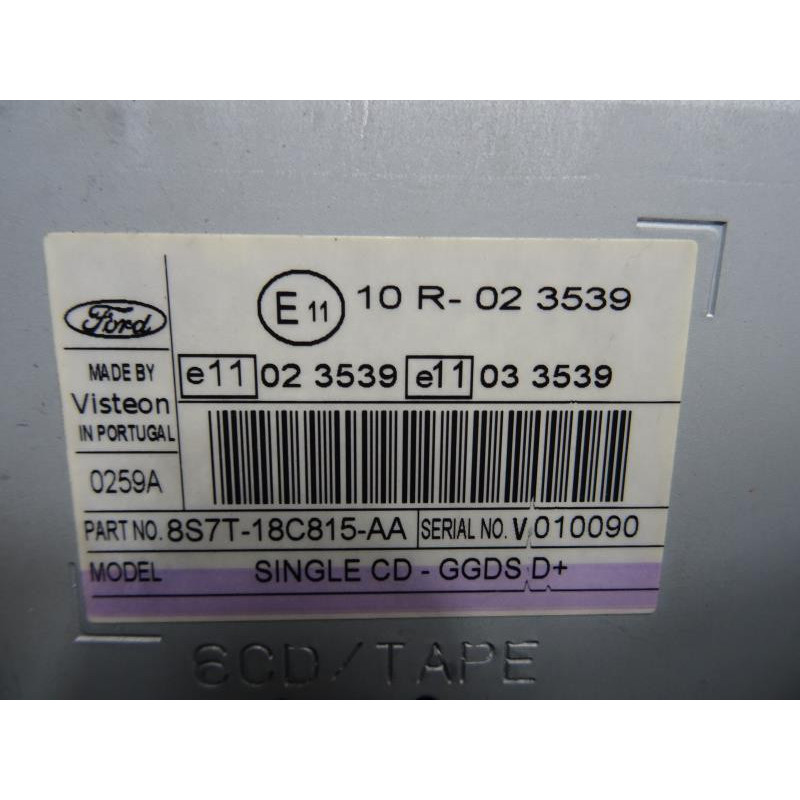 E 11 10 R- 02 3539
Ford
e11 02 3539 e11 03 3539
MADE BY
Visteon
IN PORTUGAL
0259A
PART NO. 8S7T-18C815-AA SERIAL NO. V 010090
MODEL SINGLE CD - GGDS D+
6CD/TAPE